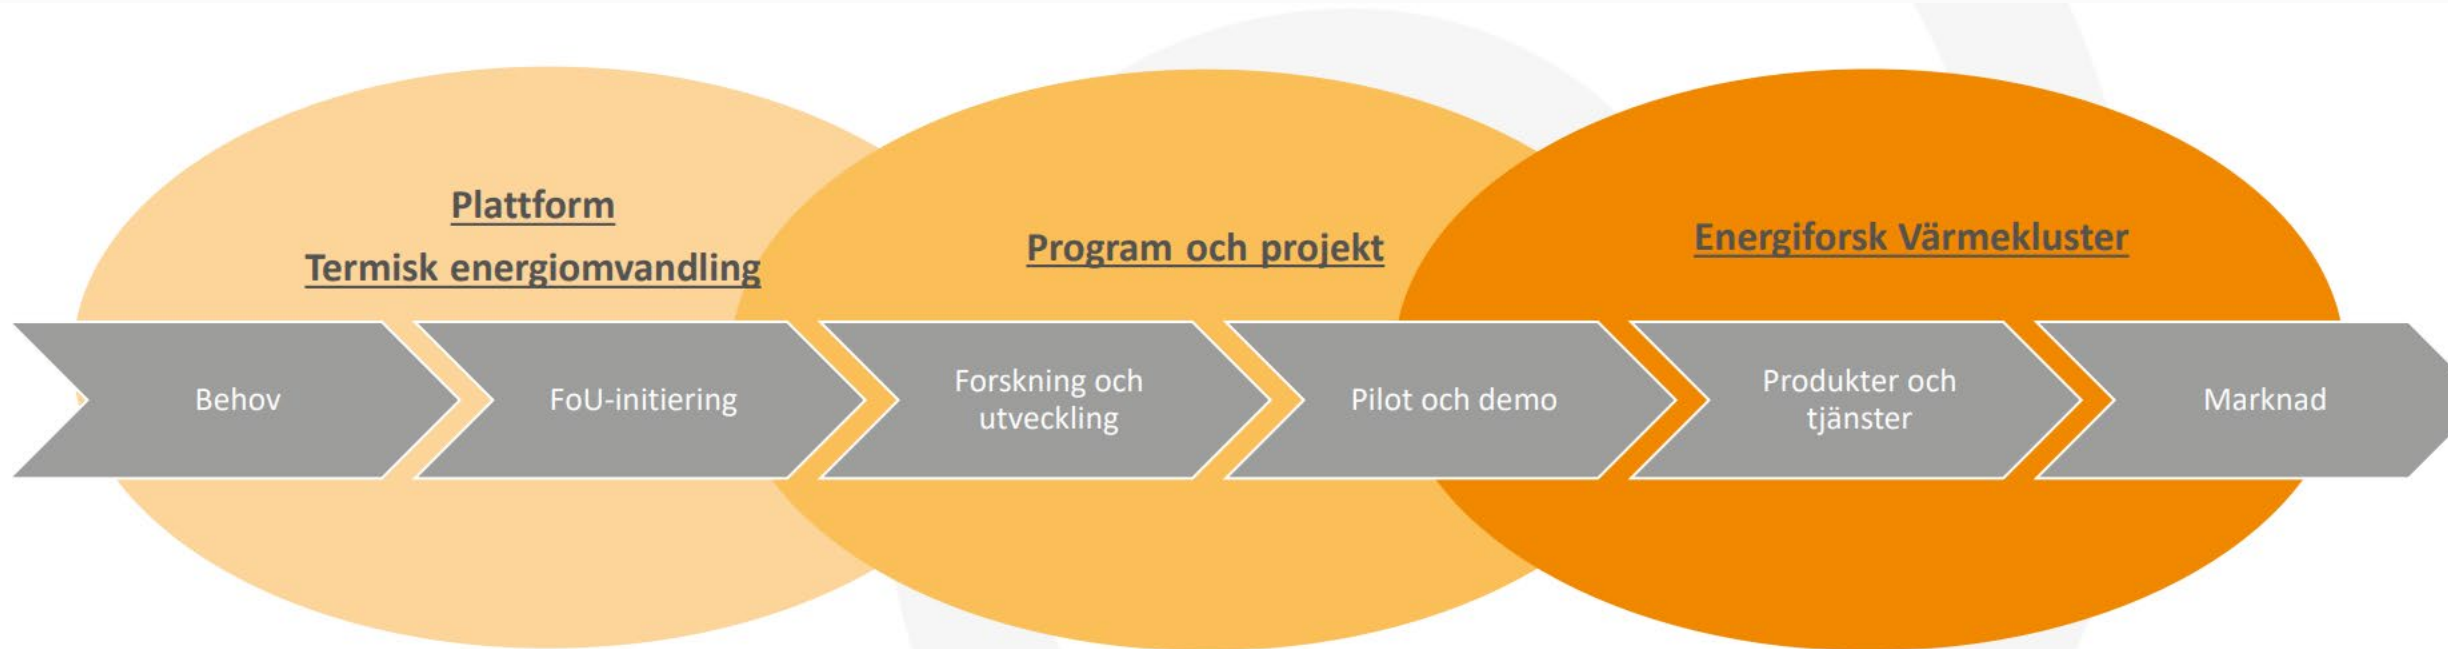 Plattform
Termisk energiomvandling
Program och projekt
Energiforsk Värmekluster
Behov
FoU-initiering
Forskning och
utveckling
Pilot och demo
Produkter och
tjänster
Marknad